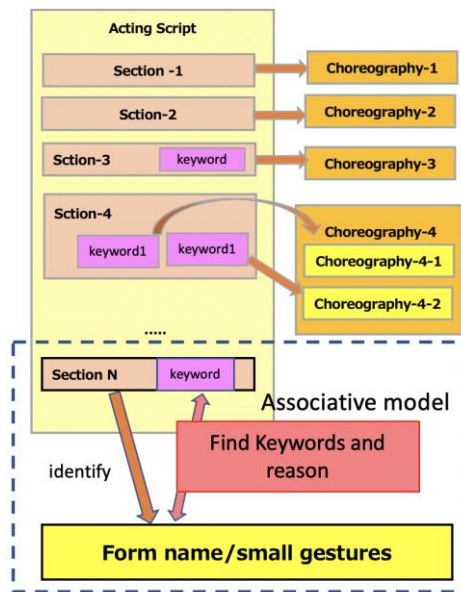 Acting Script
Section -1
Choreography-1
Sction-2
Choreography-2
Sction-3
keyword
Choreography-3
Sction-4
keyword1
keyword1
Choreography-4
Choreography-4-1
Choreography-4-2
.....
Section N
keyword
Associative model
Find Keywords and
reason
identify
Form name/small gestures